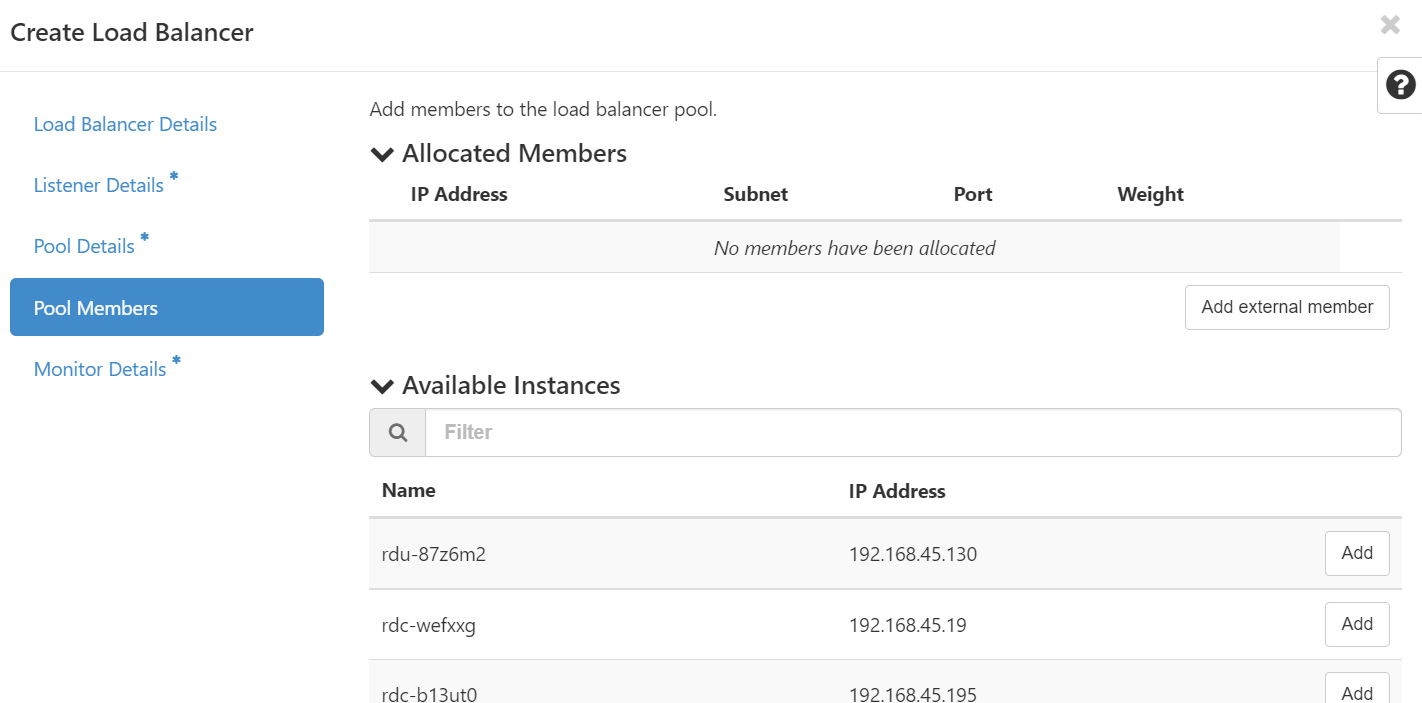 Create Load Balancer
Load Balancer Details
Listener Details *
Pool Details *
Pool Members
Monitor Details *
Add members to the load balancer pool.
Allocated Members
IP Address Subnet Port Weight
No members have been allocated
Add external member
Available Instances
Filter
Name IP Address
rdu-87z6m2 192.168.45.130 Add
rdc-wefxxg 192.168.45.19 Add
rdc-b13ut0 192.168.45.195 Add